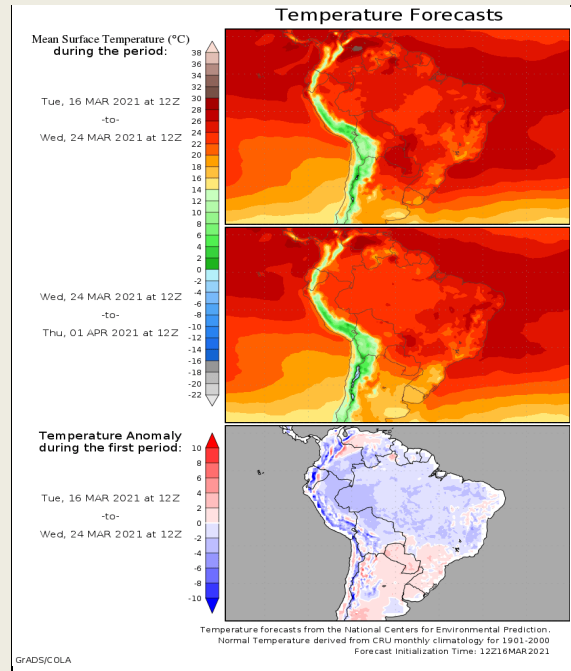 Temperature Forecasts
Mean Surface Temperature (°C)
during the period:
Tue, 16 MAR 2021 at 12Z
-to-
Wed, 24 MAR 2021 at 12Z
38
36
34
32
30
28
26
24
22
20
18
16
14
12
10
8
6
4
2
0
-2
-4
-6
-8
-10
-12
-14
-16
-18
-20
-22
Wed, 24 MAR 2021 at 12Z
-to-
Thu, 01 APR 2021 at 12Z
Temperature Anomaly
during the first period:
Tue, 16 MAR 2021 at 12Z
-to-
Wed, 24 MAR 2021 at 12Z
10
8
6
4
2
0
-2
-4
-6
-8
-10
Temperature forecasts from the National Centers for Environmental Prediction.
Normal Temperature derived from CRU monthly climatology for 1901-2000
Forecast Initialization Time: 12Z16MAR2021
GrADS/COLA